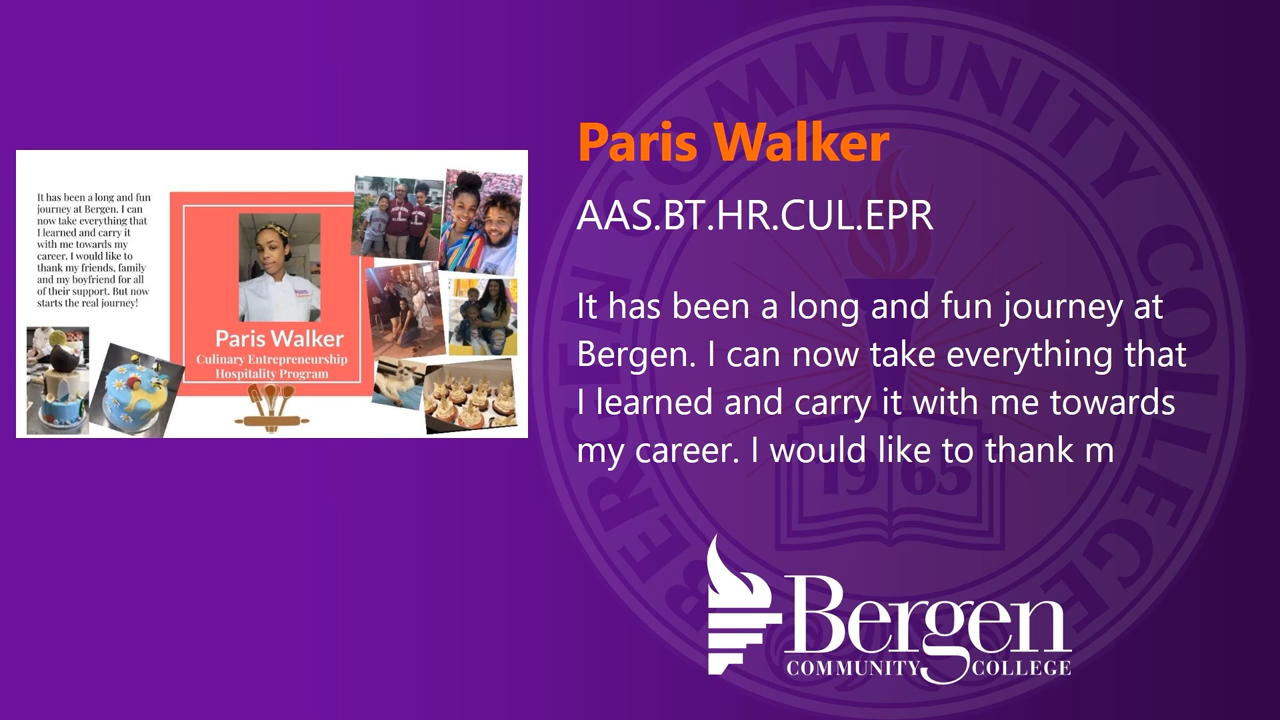 It has been a long and fun
journey at Bergen. I can
now take everything that
I learned and carry it
with me towards my
career. I would like to
thank my friends, family
and my boyfriend for all
of their support. But now
starts the real journey!
Paris Walker
Culinary Entrepreneurship
Hospitality Program
Paris Walker
AAS.BT.HR.CUL.EPR
It has been a long and fun journey at
Bergen. I can now take everything that
I learned and carry it with me towards
my career. I would like to thank m
BERGEN COMMUNITY COLLEGE
1965
Bergen
COMMUNITY COLLEGE